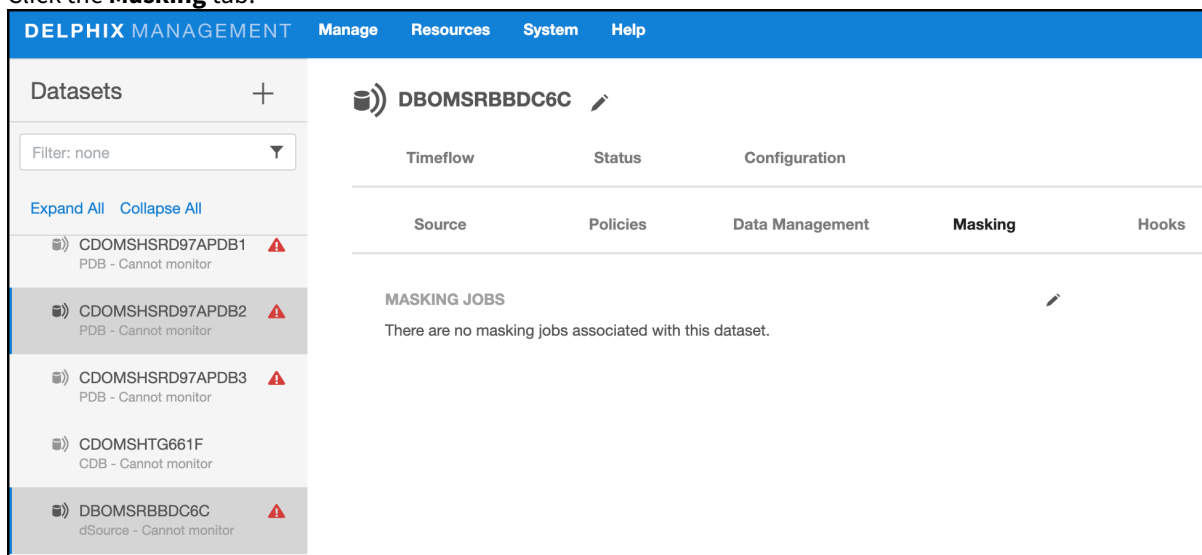 Click the Masking tab.
DELPHIX MANAGEMENT Manage Resources System Help
Datasets
DBOMSRBBDC6C
Filter: none
Timeflow Status Configuration
Expand All Collapse All
Source Policies Data Management Masking Hooks
CDOMSHSRD97APDB1
PDB - Cannot monitor
CDOMSHSRD97APDB2
PDB - Cannot monitor
CDOMSHSRD97APDB3
PDB - Cannot monitor
CDOMSHTG661F
CDB - Cannot monitor
DBOMSRBBDC6C
dSource - Cannot monitor
MASKING JOBS
There are no masking jobs associated with this dataset.